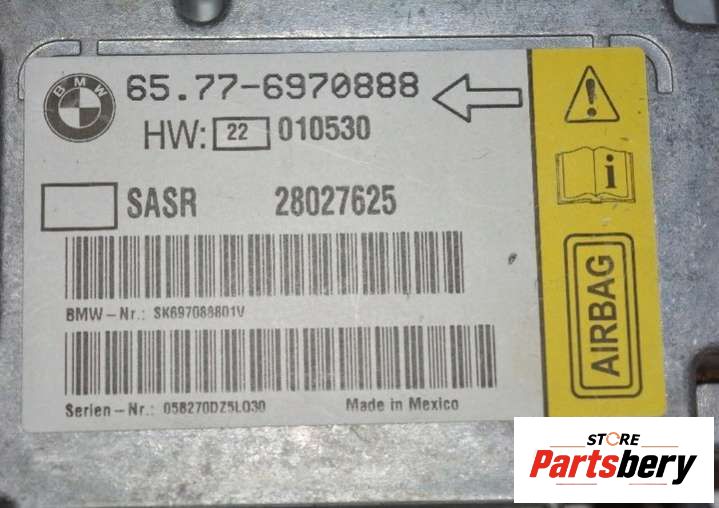 BMW
65.77-6970888
HW: 22 010530
SASR 28027625
BMW-Nr.: SK697088801V
Serien-Nr.: 058270DZ5L030 Made in Mexico
i
AIRBAG
STORE
Partsbery